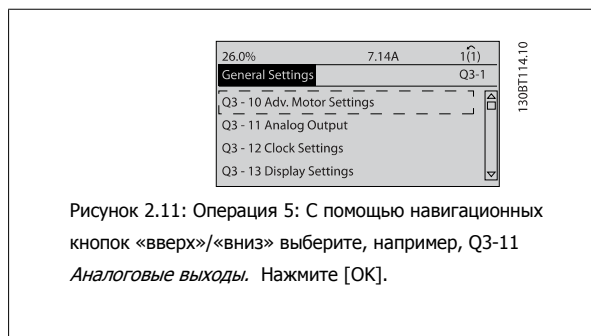 26.0% 7.14A 1(1)
General Settings Q3-1
Q3 - 10 Adv. Motor Settings
Q3 - 11 Analog Output
Q3 - 12 Clock Settings
Q3 - 13 Display Settings
130BT114.10
Рисунок 2.11: Операция 5: С помощью навигационных
кнопок «вверх»/«вниз» выберите, например, Q3-11
Аналоговые выходы. Нажмите [OK].